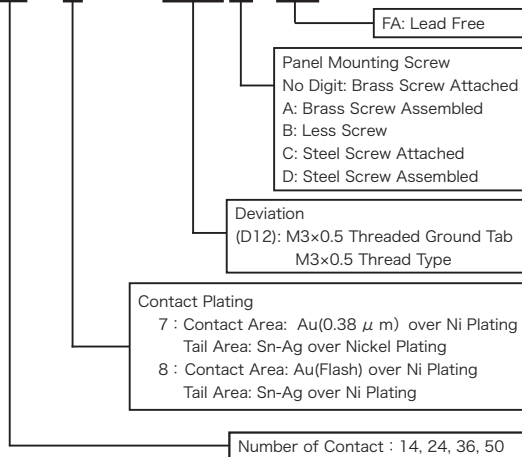 FA: Lead Free
Panel Mounting Screw
No Digit: Brass Screw Attached
A: Brass Screw Assembled
B: Less Screw
C: Steel Screw Attached
D: Steel Screw Assembled
Deviation
(D12): M3×0.5 Threaded Ground Tab
M3×0.5 Thread Type
Contact Plating
7 : Contact Area: Au(0.38 μ m) over Ni Plating
Tail Area: Sn-Ag over Nickel Plating
8 : Contact Area: Au(Flash) over Ni Plating
Tail Area: Sn-Ag over Ni Plating
Number of Contact : 14, 24, 36, 50